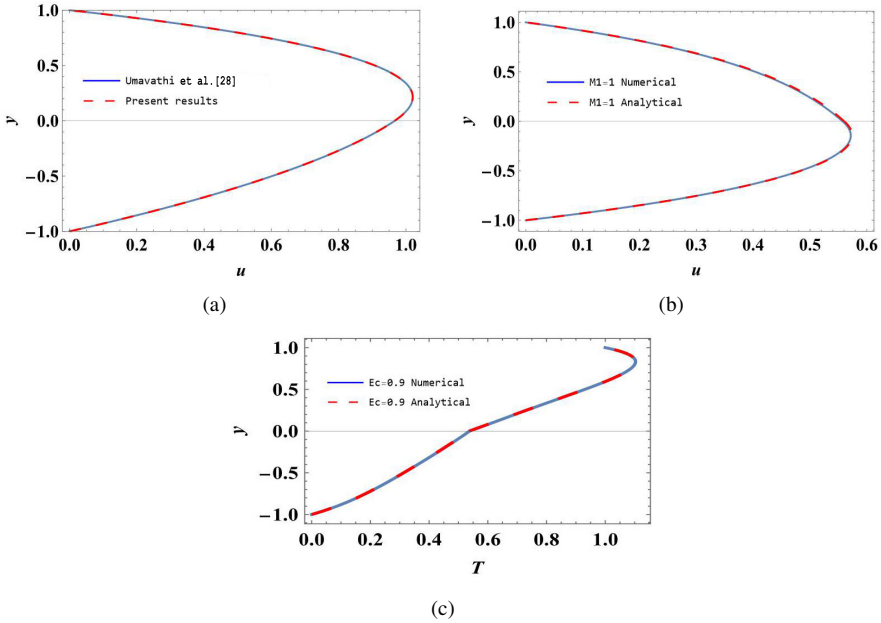 1.0
0.5
0.0
−0.5
−1.0
y
Umavathi et al.[28]
Present results
0.0 0.2 0.4 0.6 0.8 1.0
u
(a)
1.0
0.5
0.0
−0.5
−1.0
y
M1=1 Numerical
M1=1 Analytical
0.0 0.1 0.2 0.3 0.4 0.5 0.6
u
(b)
1.0
0.5
0.0
−0.5
−1.0
y
Ec=0.9 Numerical
Ec=0.9 Analytical
0.0 0.2 0.4 0.6 0.8 1.0
T
(c)